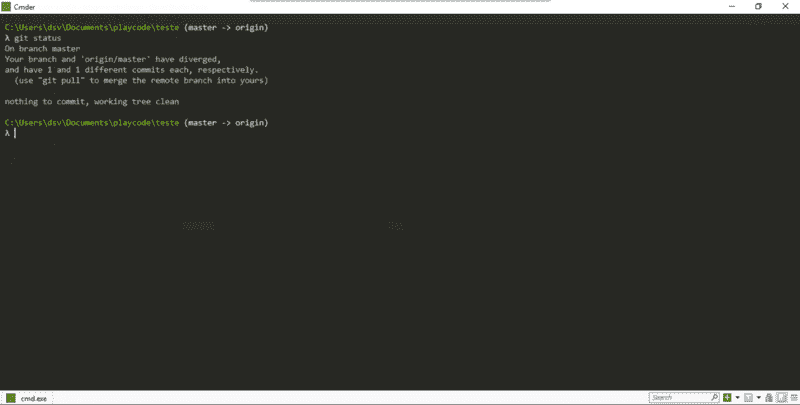 Cmder
C:\Users\dsv\Documents\playcode\teste (master -> origin)
λ git status
On branch master
Your branch and 'origin/master' have diverged,
and have 1 and 1 different commits each, respectively.
(use "git pull" to merge the remote branch into yours)
nothing to commit, working tree clean
C:\Users\dsv\Documents\playcode\teste (master -> origin)
λ
cmd.exe
Search